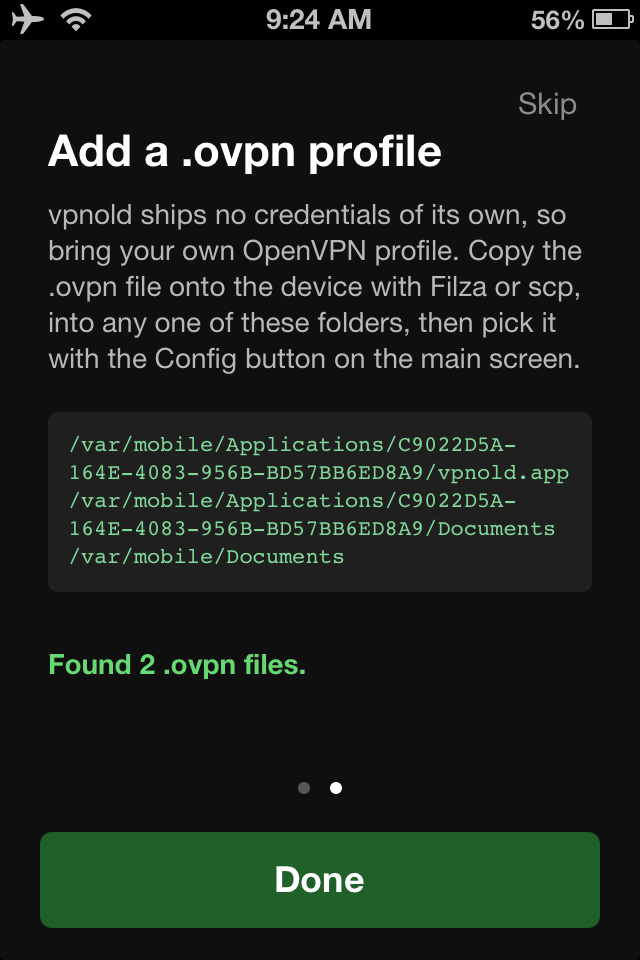 9:24 AM
56%
Skip
Add a .ovpn profile
vpnold ships no credentials of its own, so
bring your own OpenVPN profile. Copy the
.ovpn file onto the device with Filza or scp,
into any one of these folders, then pick it
with the Config button on the main screen.
/var/mobile/Applications/C9022D5A-
164E-4083-956B-BD57BB6ED8A9/vpnold.app
/var/mobile/Applications/C9022D5A-
164E-4083-956B-BD57BB6ED8A9/Documents
/var/mobile/Documents
Found 2 .ovpn files.
Done